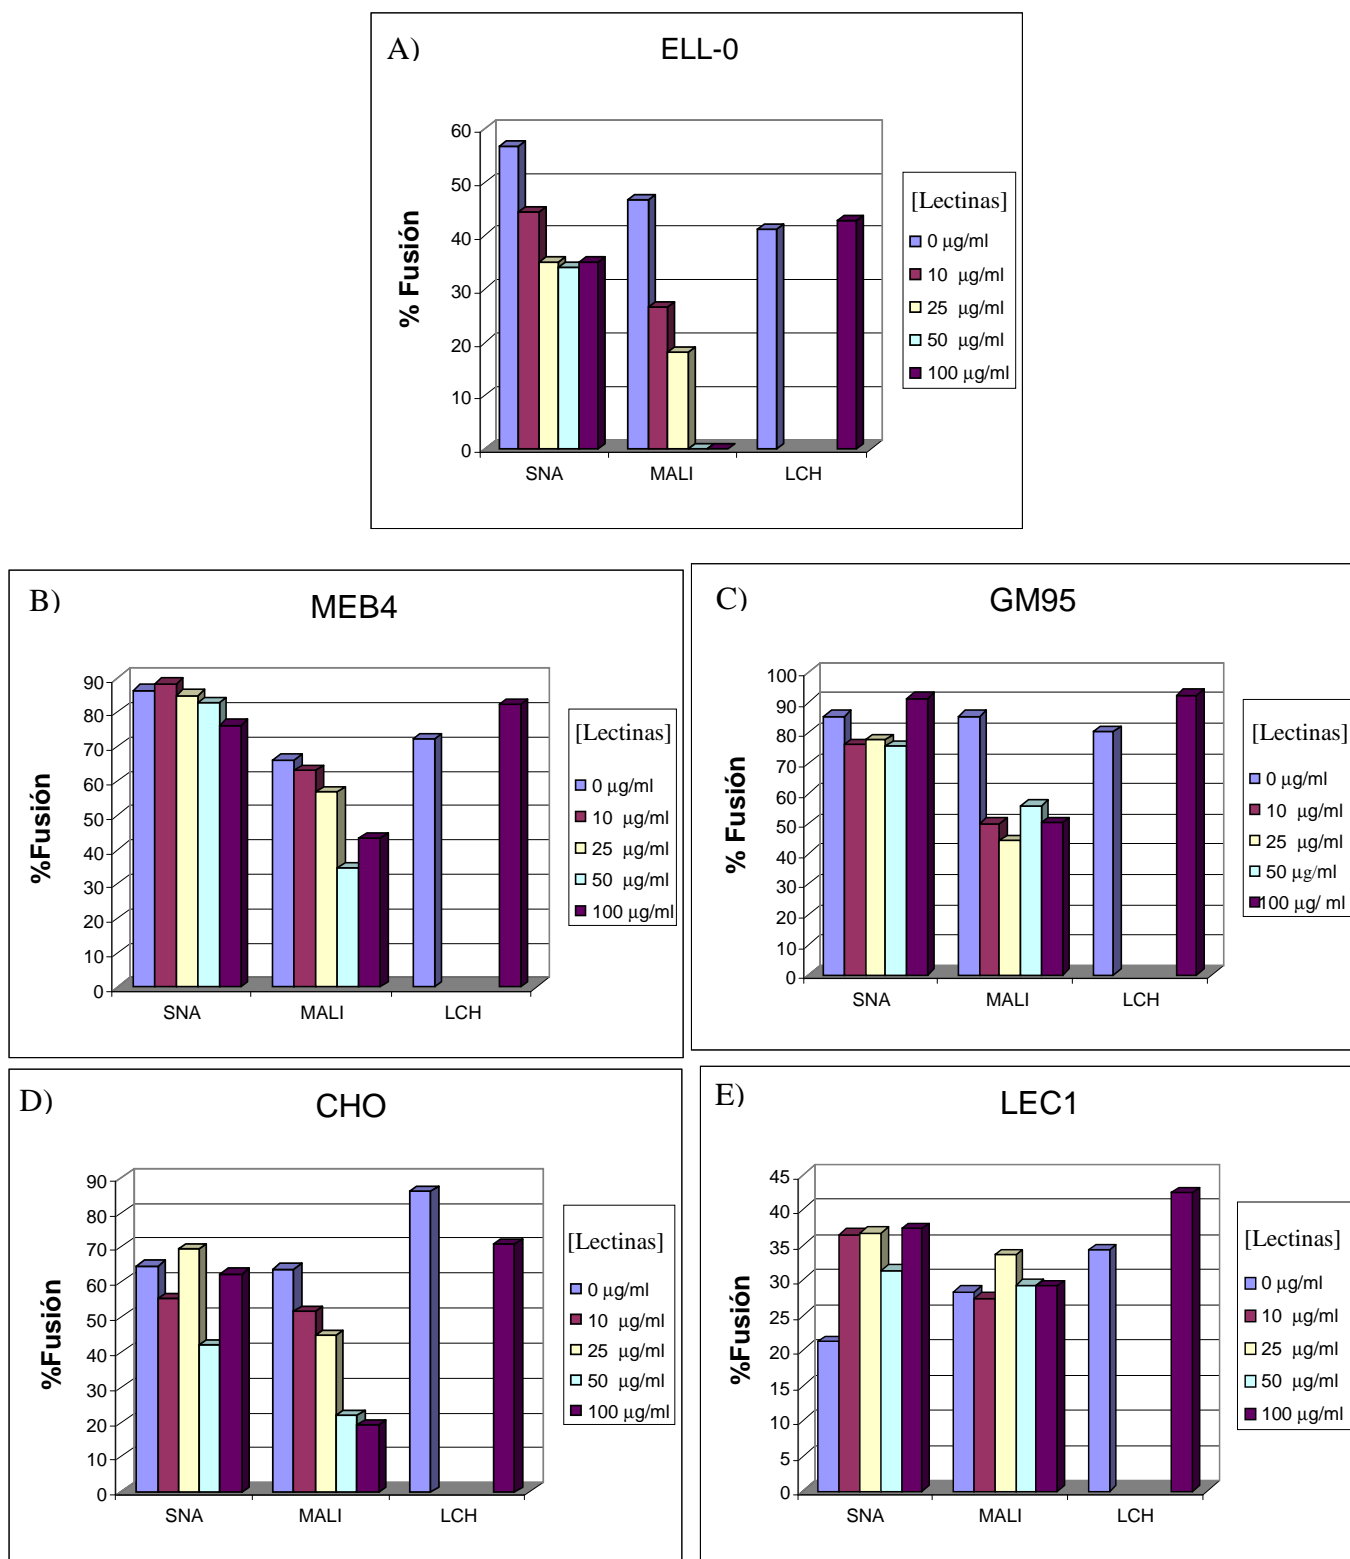 A)
ELL-0
% Fusión
60
50
40
30
20
10
0
SNA MALI LCH
[Lectinas]
0 µg/ml
10 µg/ml
25 µg/ml
50 µg/ml
100 µg/ml
B)
MEB4
%Fusión
90
80
70
60
50
40
30
20
10
0
SNA MALI LCH
[Lectinas]
0 µg/ml
10 µg/ml
25 µg/ml
50 µg/ml
100 µg/ml
C)
GM95
% Fusión
100
90
80
70
60
50
40
30
20
10
0
SNA MALI LCH
[Lectinas]
0 µg/ml
10 µg/ml
25 µg/ml
50 µg/ml
100 µg/ ml
D)
CHO
%Fusión
90
80
70
60
50
40
30
20
10
0
SNA MALI LCH
[Lectinas]
0 µg/ml
10 µg/ml
25 µg/ml
50 µg/ml
100 µg/ml
E)
LEC1
%Fusión
45
40
35
30
25
20
15
10
5
0
SNA MALI LCH
[Lectinas]
0 µg/ml
10 µg/ml
25 µg/ml
50 µg/ml
100 µg/ml